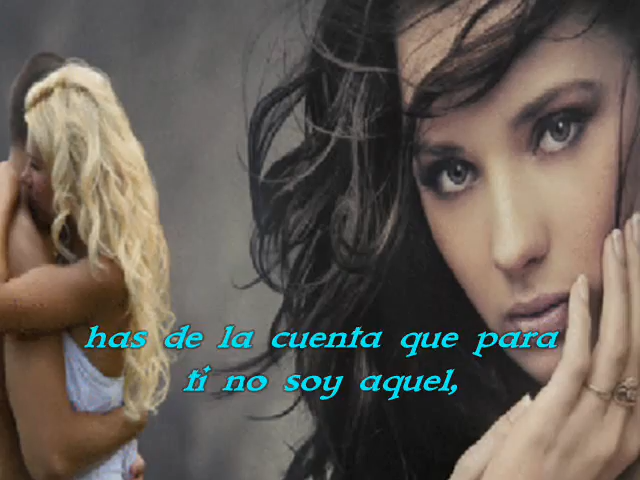 has de la cuenta que para
ti no soy aquel,